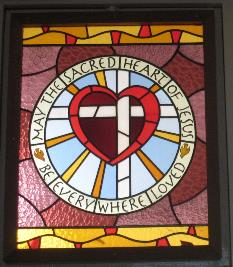 MAY THE SACRED HEART OF JESUS
BE EVERYWHERE LOVED